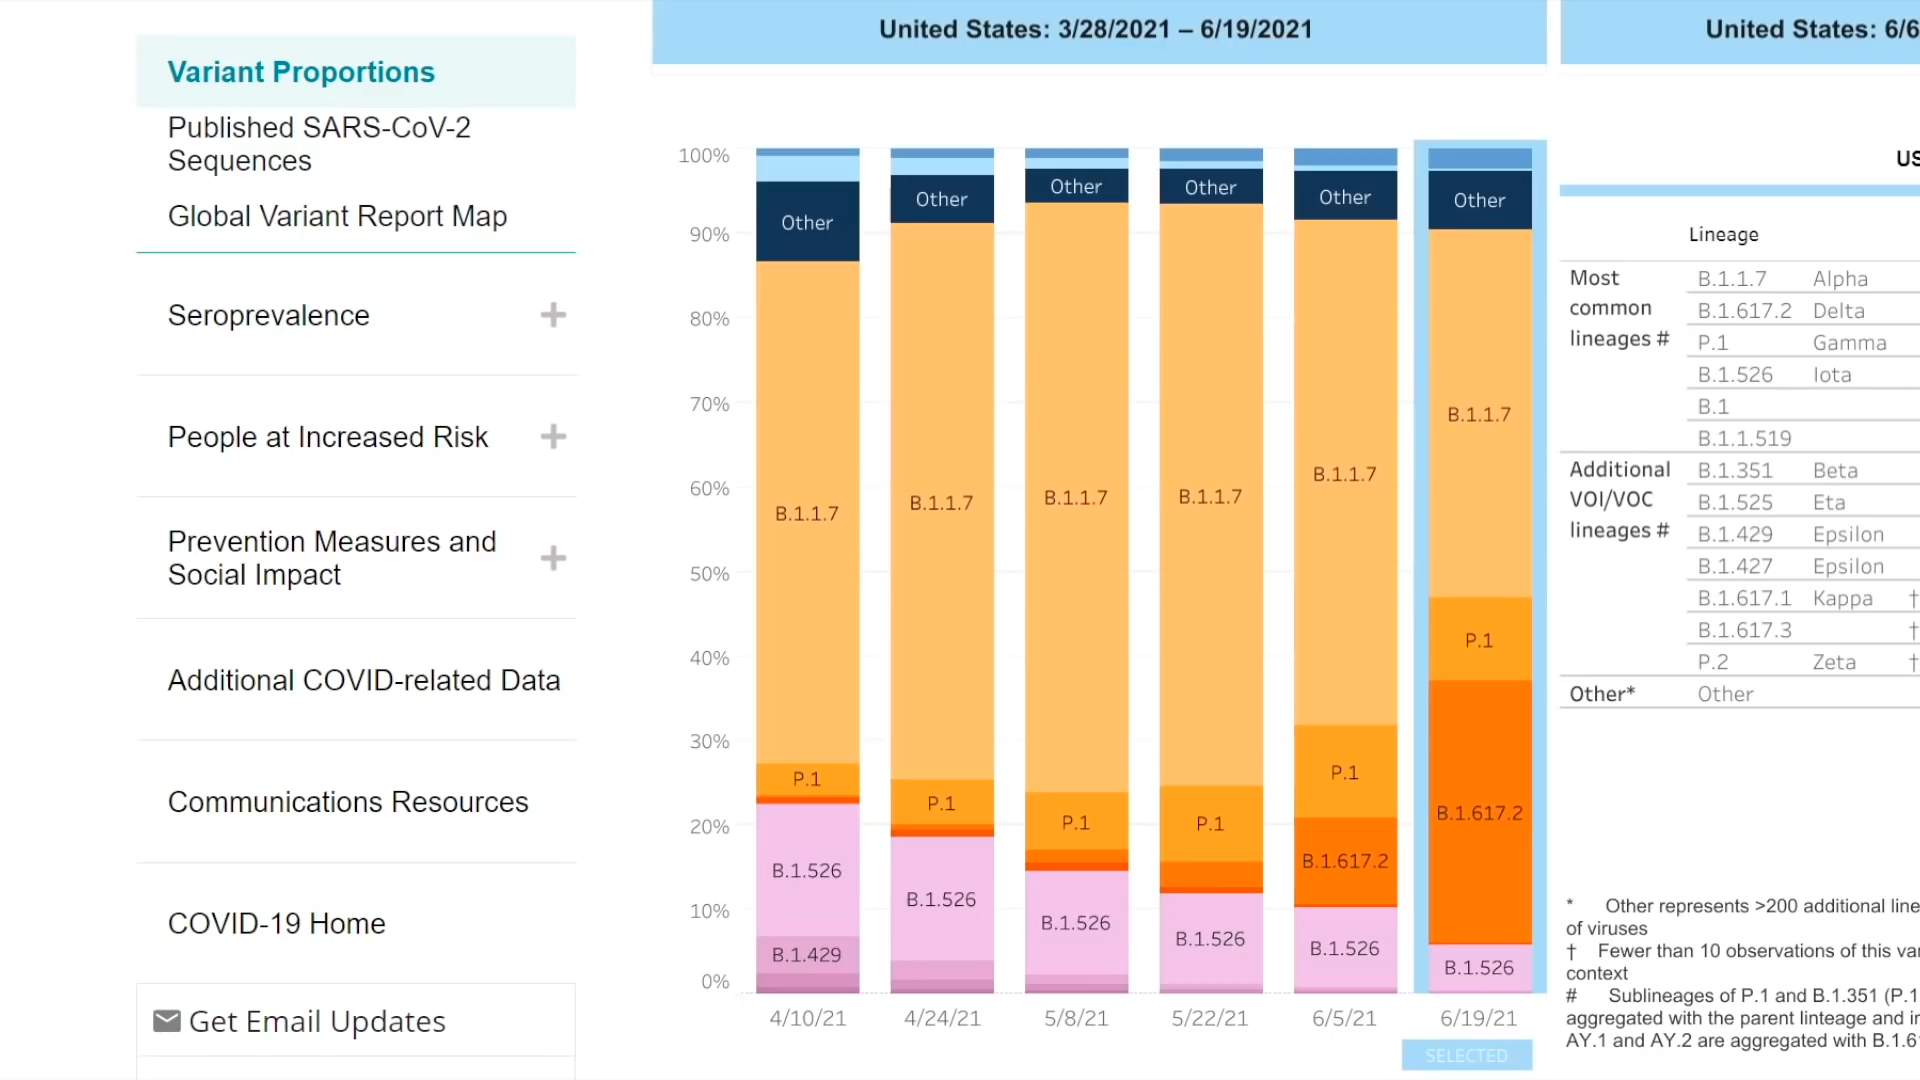 Variant Proportions
Published SARS-CoV-2
Sequences
Global Variant Report Map
Seroprevalence
People at Increased Risk
Prevention Measures and
Social Impact
Additional COVID-related Data
Communications Resources
COVID-19 Home
Get Email Updates
United States: 3/28/2021 – 6/19/2021
100%
90%
80%
70%
60%
50%
40%
30%
20%
10%
0%
Other
B.1.1.7
P.1
B.1.526
B.1.429
4/10/21
Other
B.1.1.7
P.1
B.1.526
4/24/21
Other
B.1.1.7
P.1
B.1.526
5/8/21
Other
B.1.1.7
P.1
B.1.526
5/22/21
Other
B.1.1.7
P.1
B.1.617.2
B.1.526
6/5/21
Other
B.1.1.7
P.1
B.1.617.2
B.1.526
6/19/21
SELECTED
United States: 6/6
US
Lineage
Most
common
lineages #
B.1.1.7 Alpha
B.1.617.2 Delta
P.1 Gamma
B.1.526 Iota
B.1
B.1.1.519
Additional
VOI/VOC
lineages #
B.1.351 Beta
B.1.525 Eta
B.1.429 Epsilon
B.1.427 Epsilon
B.1.617.1 Kappa †
B.1.617.3 †
P.2 Zeta †
Other* Other
* Other represents >200 additional line
of viruses
† Fewer than 10 observations of this var
context
# Sublineages of P.1 and B.1.351 (P.1
aggregated with the parent linteage and in
AY.1 and AY.2 are aggregated with B.1.6